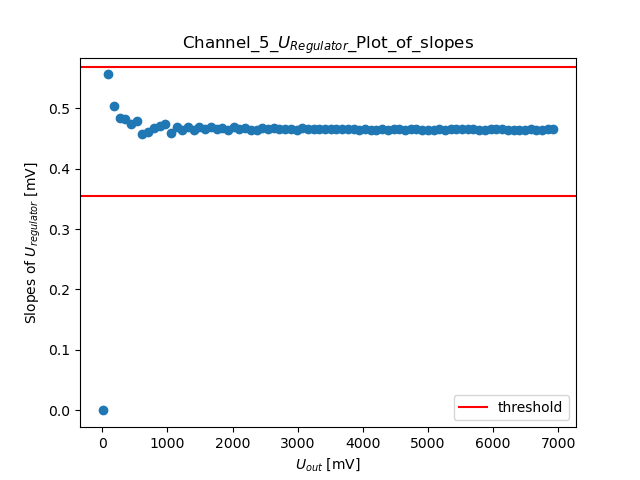 Channel_5_U_Regulator_Plot_of_slopes
0.5
0.4
0.3
0.2
0.1
0.0
Slopes of U_regulator [mV]
threshold
0 1000 2000 3000 4000 5000 6000 7000
U_out [mV]